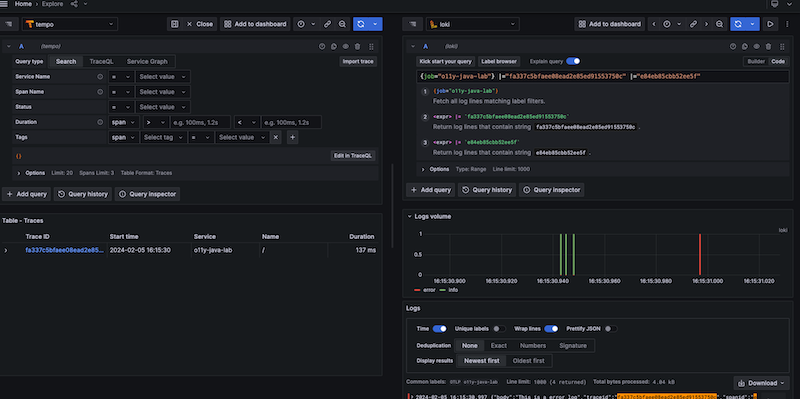 Home › Explore
tempo
Close
Add to dashboard
A (tempo)
Query type Search TraceQL Service Graph Import trace
Service Name = Select value
Span Name = Select value
Status = Select value
Duration span > e.g. 100ms, 1.2s < e.g. 100ms, 1.2s
Tags span Select tag = Select value × +
{} Edit in TraceQL
Options Limit: 20 Spans Limit: 3 Table Format: Traces
+ Add query Query history Query inspector
Table - Traces
Trace ID Start time Service Name Duration
fa337c5bfaee08ead2e85... 2024-02-05 16:15:30 o11y-java-lab / 137 ms
loki
Add to dashboard
A (loki)
Kick start your query Label browser Explain query Builder Code
{job="o11y-java-lab"} |="fa337c5bfaee08ead2e85ed91553750c" |="e84eb85cbb52ee5f"
1 {job="o11y-java-lab"}
Fetch all log lines matching label filters.
2 <expr> |= `fa337c5bfaee08ead2e85ed91553750c`
Return log lines that contain string fa337c5bfaee08ead2e85ed91553750c .
3 <expr> |= `e84eb85cbb52ee5f`
Return log lines that contain string e84eb85cbb52ee5f .
Options Type: Range Line limit: 1000
+ Add query Query history Query inspector
Logs volume
loki
1
0.5
0
16:15:30.900 16:15:30.920 16:15:30.940 16:15:30.960 16:15:30.980 16:15:31.000 16:15:31.020
error info
Logs
Time Unique labels Wrap lines Prettify JSON
Deduplication None Exact Numbers Signature
Display results Newest first Oldest first
Common labels: OTLP o11y-java-lab Line limit: 1000 (4 returned) Total bytes processed: 4.04 kB
Download
2024-02-05 16:15:30.997 {"body":"This is a error log","traceid":"fa337c5bfaee08ead2e85ed91553750c","spanid":"